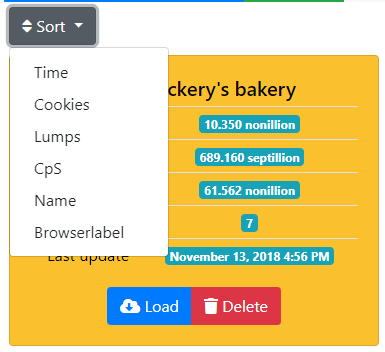 Sort
Time
Cookies
Lumps
CpS
Name
Browserlabel
ckery's bakery
10.350 nonillion
689.160 septillion
61.562 nonillion
7
Last update November 13, 2018 4:56 PM
Load Delete